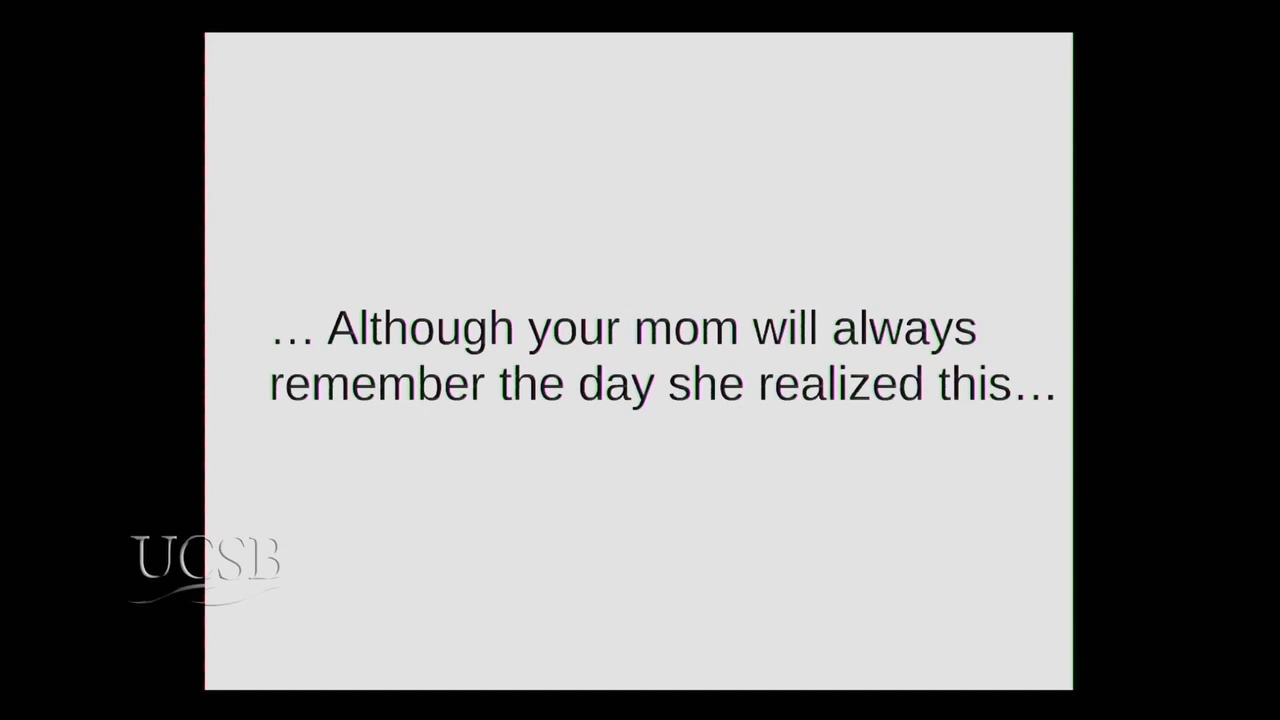 … Although your mom will always
remember the day she realized this…
UCSB